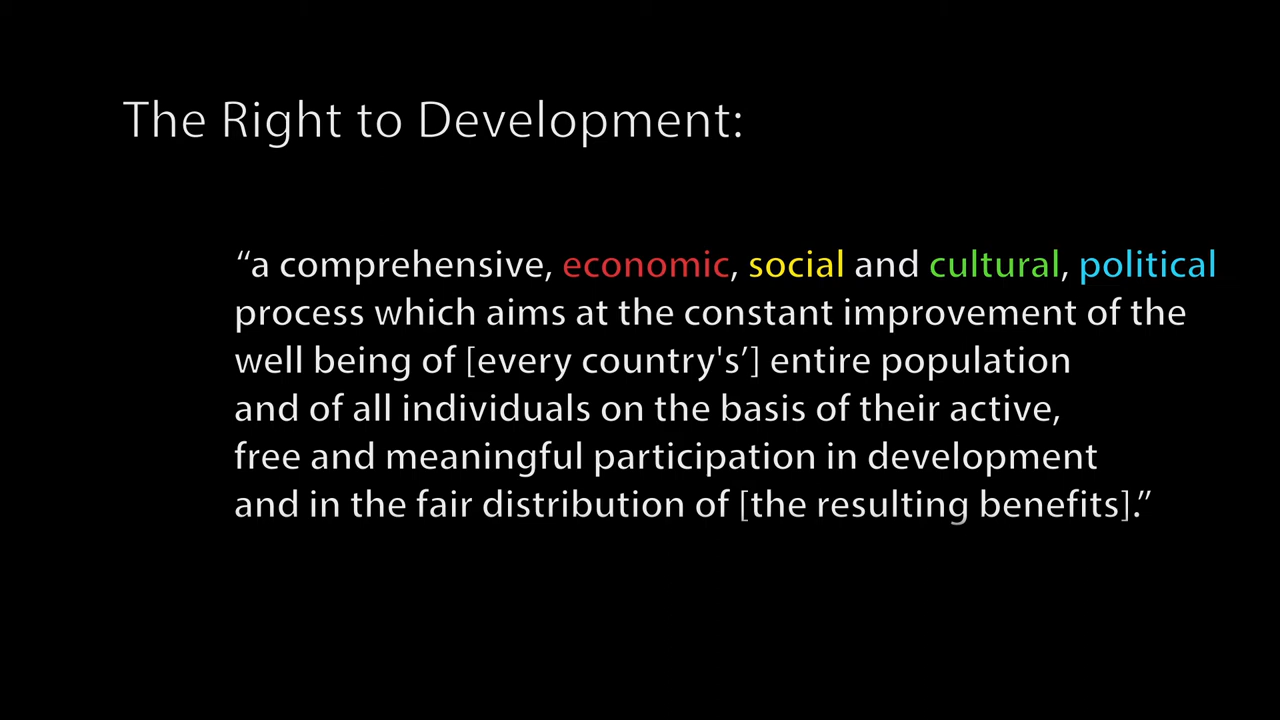 The Right to Development:
“a comprehensive, economic, social and cultural, political
process which aims at the constant improvement of the
well being of [every country's’] entire population
and of all individuals on the basis of their active,
free and meaningful participation in development
and in the fair distribution of [the resulting benefits].”